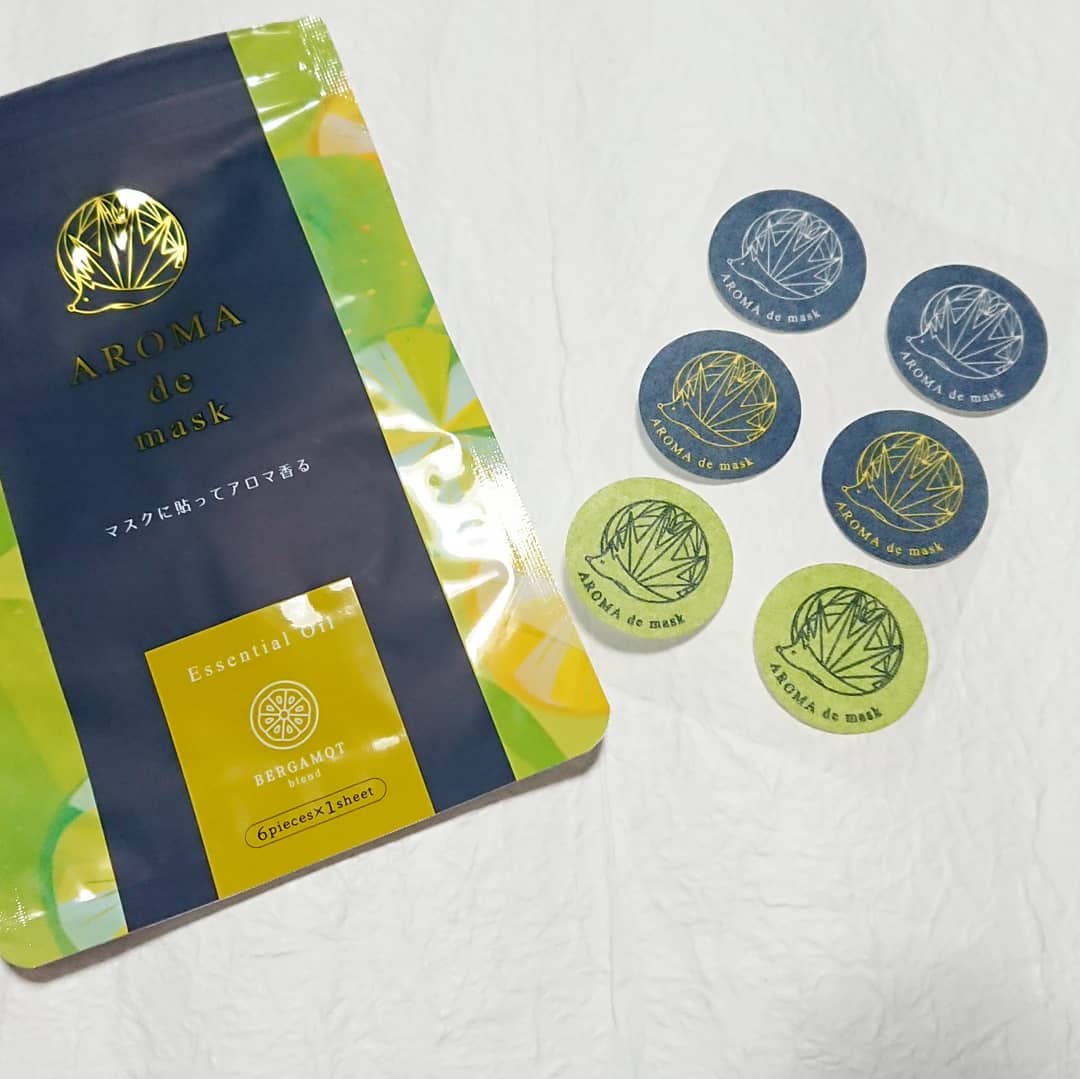 AROMA
de
mask
マスクに貼ってアロマ香る
Essential Oil
BERGAMOT
blend
6pieces×1sheet
AROMA de mask
AROMA de mask
AROMA de mask
AROMA de mask
AROMA de mask
AROMA de mask